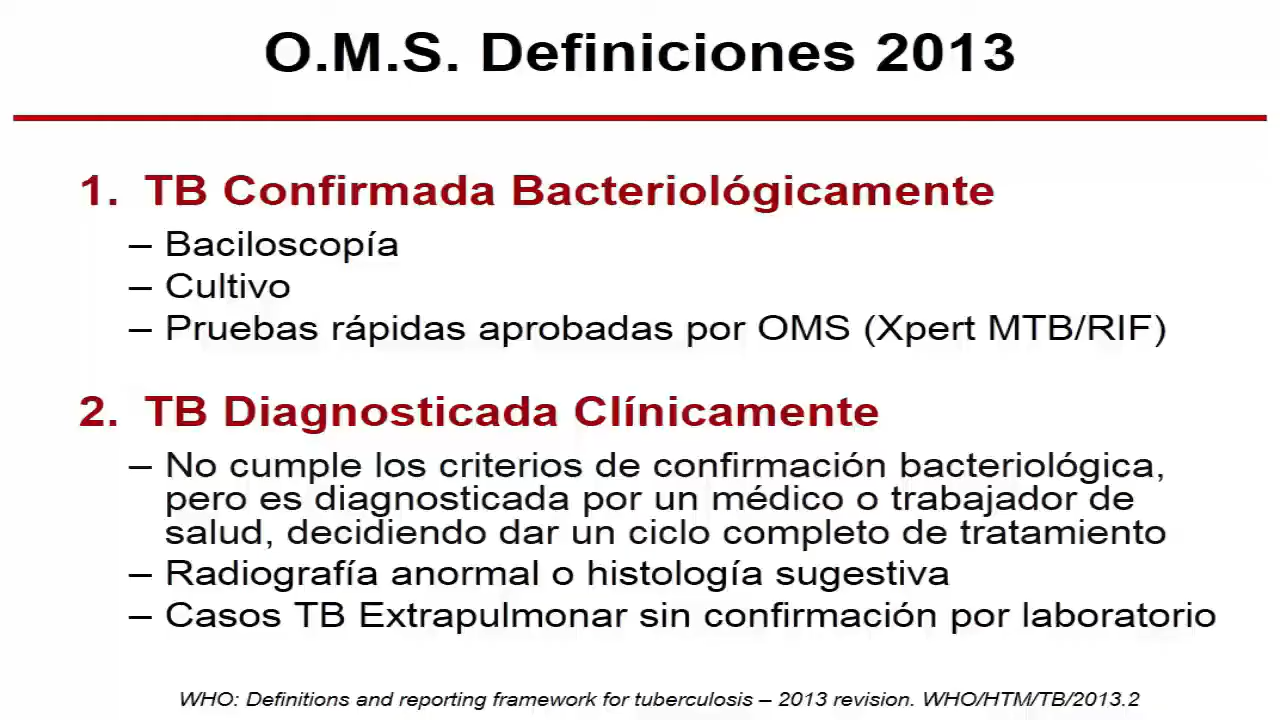 O.M.S. Definiciones 2013
1. TB Confirmada Bacteriológicamente
– Baciloscopía
– Cultivo
– Pruebas rápidas aprobadas por OMS (Xpert MTB/RIF)
2. TB Diagnosticada Clínicamente
– No cumple los criterios de confirmación bacteriológica,
pero es diagnosticada por un médico o trabajador de
salud, decidiendo dar un ciclo completo de tratamiento
– Radiografía anormal o histología sugestiva
– Casos TB Extrapulmonar sin confirmación por laboratorio
WHO: Definitions and reporting framework for tuberculosis – 2013 revision. WHO/HTM/TB/2013.2